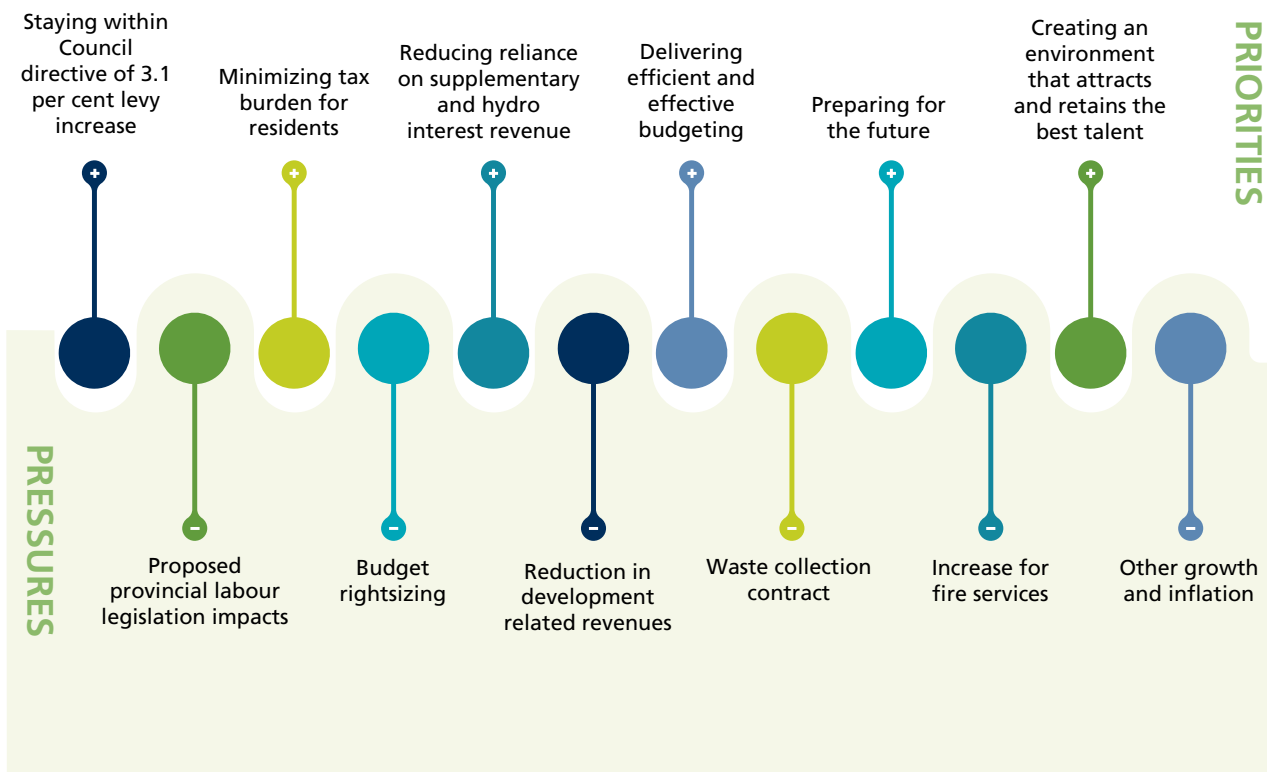 Staying within
Council
directive of 3.1
per cent levy
increase
Minimizing tax
burden for
residents
Reducing reliance
on supplementary
and hydro
interest revenue
Delivering
efficient and
effective
budgeting
Preparing for
the future
Creating an
environment
that attracts
and retains the
best talent
PRIORITIES
PRESSURES
Proposed
provincial labour
legislation impacts
Budget
rightsizing
Reduction in
development
related revenues
Waste collection
contract
Increase for
fire services
Other growth
and inflation